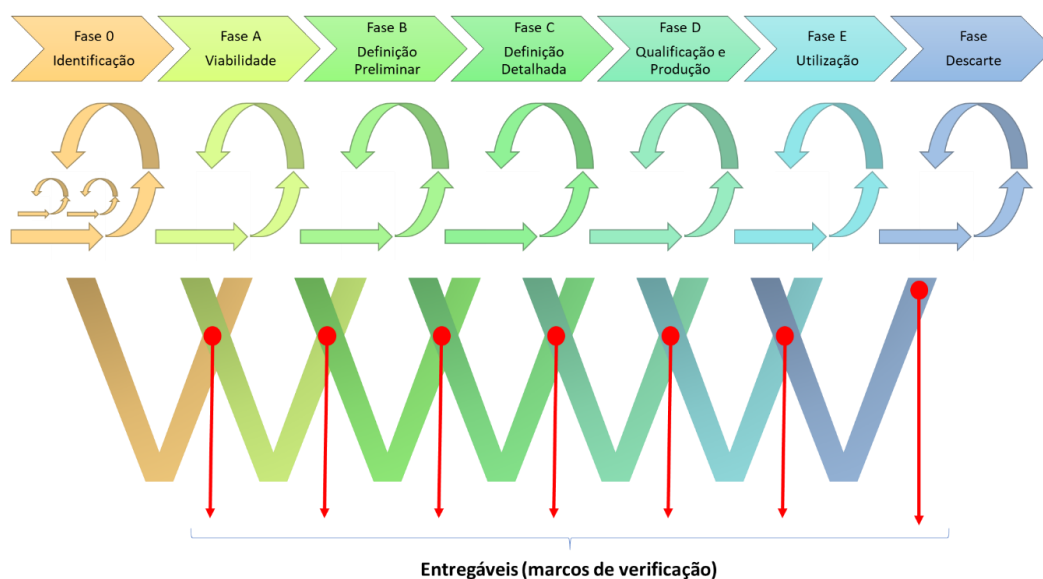 Fase 0
Identificação
Fase A
Viabilidade
Fase B
Definição
Preliminar
Fase C
Definição
Detalhada
Fase D
Qualificação e
Produção
Fase E
Utilização
Fase
Descarte
Entregáveis (marcos de verificação)